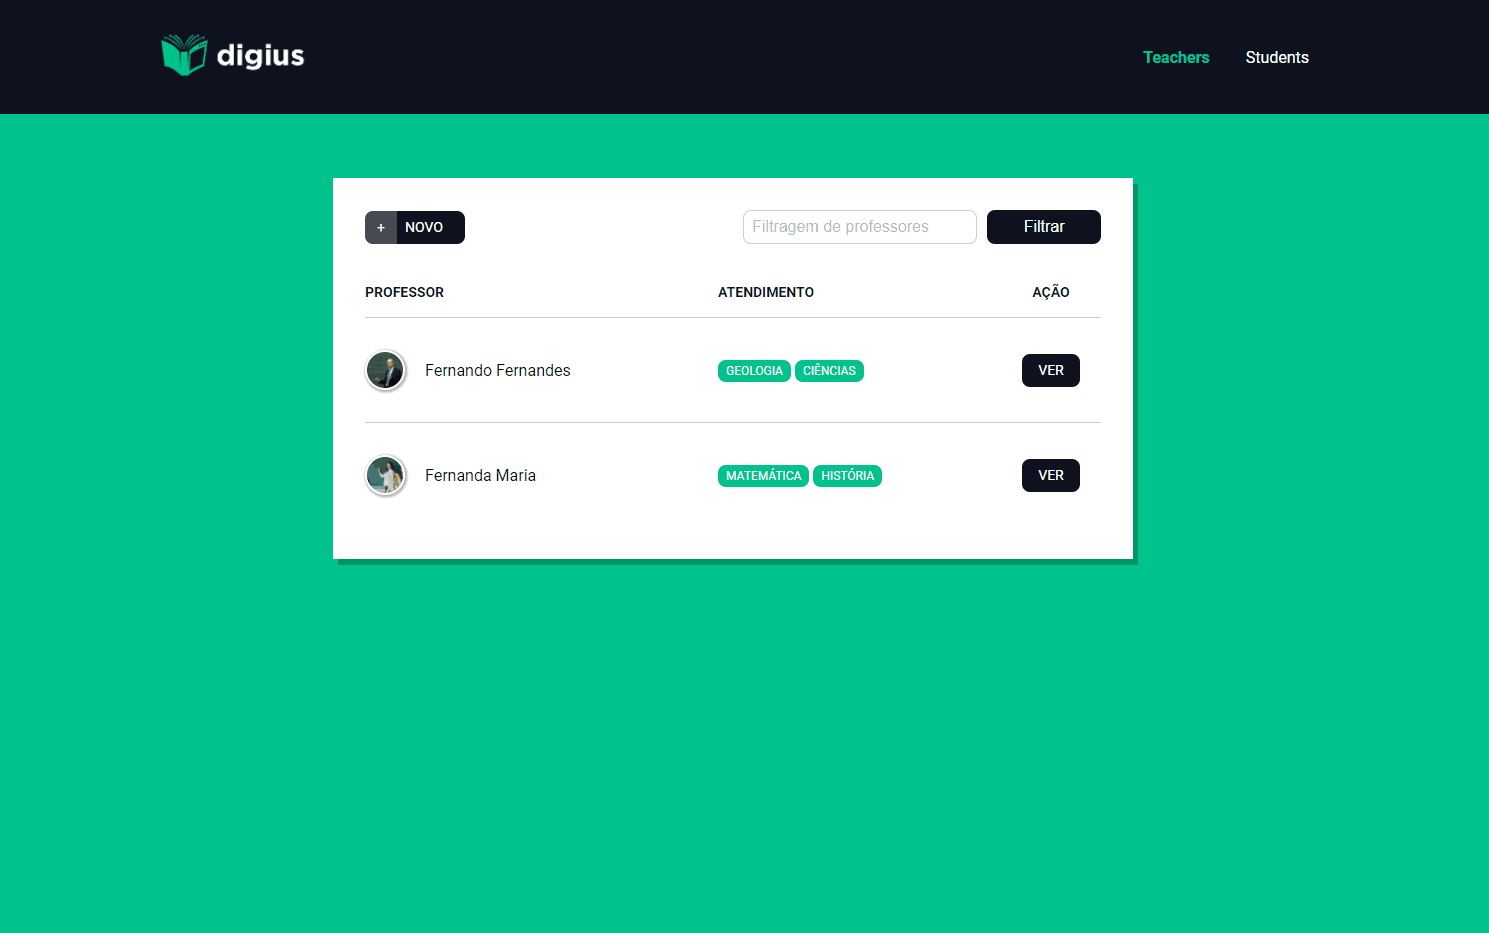 digius
Teachers Students
+ NOVO Filtragem de professores Filtrar
PROFESSOR ATENDIMENTO AÇÃO
Fernando Fernandes GEOLOGIA CIÊNCIAS VER
Fernanda Maria MATEMÁTICA HISTÓRIA VER